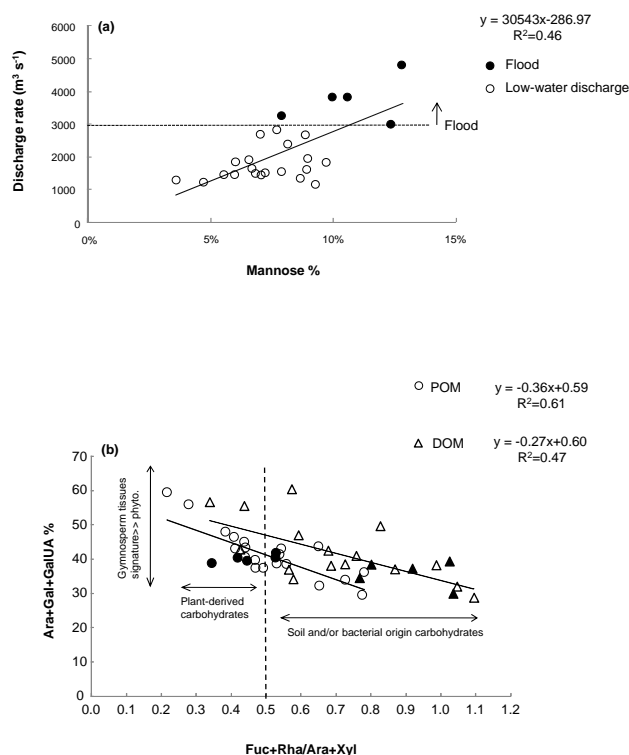 y = 30543x-286.97
R²=0.46
(a)
Flood
Low-water discharge
Discharge rate (m³ s⁻¹)
6000
5000
4000
3000
2000
1000
0
Flood
0% 5% 10% 15%
Mannose %
POM y = -0.36x+0.59
R²=0.61
DOM y = -0.27x+0.60
R²=0.47
(b)
Ara+Gal+GalUA %
70
60
50
40
30
20
10
0
Gymnosperm tissues
signature>> phyto.
Plant-derived
carbohydrates
Soil and/or bacterial origin carbohydrates
0.0 0.1 0.2 0.3 0.4 0.5 0.6 0.7 0.8 0.9 1.0 1.1 1.2
Fuc+Rha/Ara+Xyl